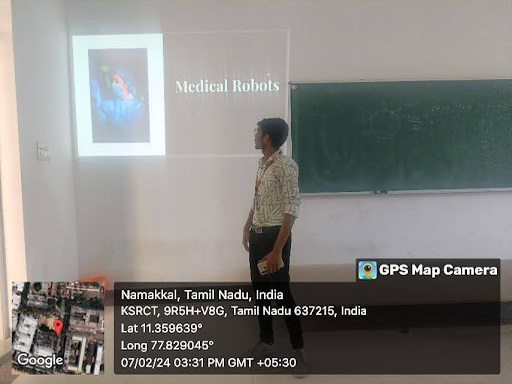 Medical Robots
GPS Map Camera
Namakkal, Tamil Nadu, India
KSRCT, 9R5H+V8G, Tamil Nadu 637215, India
Lat 11.359639°
Long 77.829045°
07/02/24 03:31 PM GMT +05:30
Google